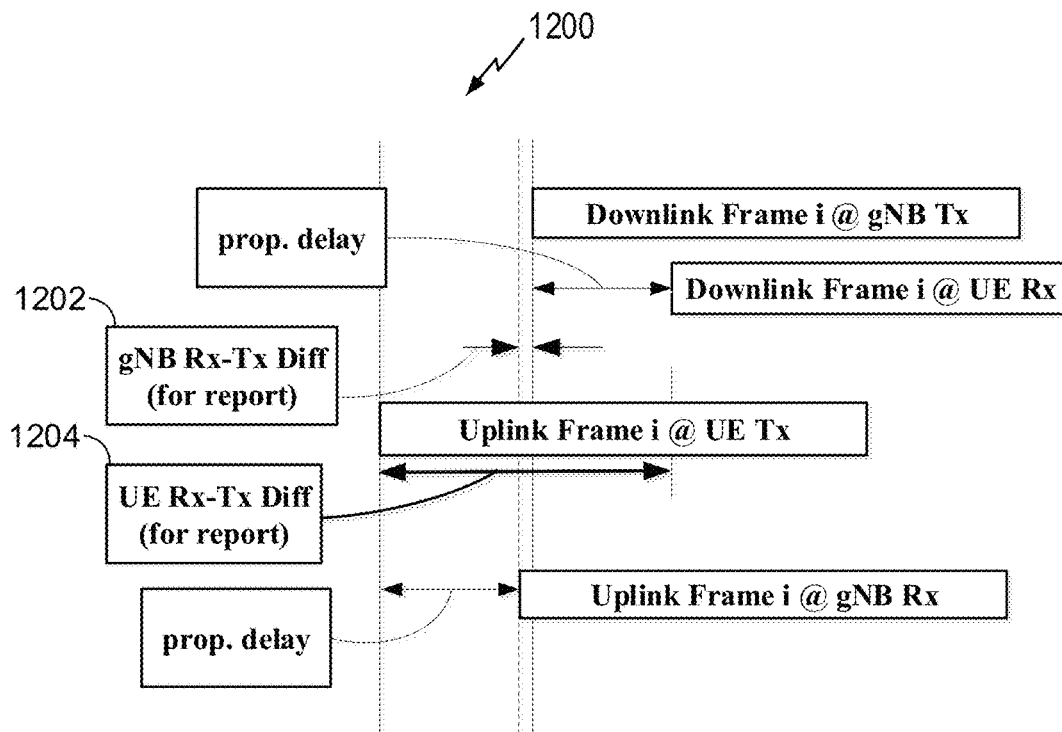 1200
Downlink Frame i @ gNB Tx
prop. delay
Downlink Frame i @ UE Rx
1202
gNB Rx-Tx Diff
(for report)
Uplink Frame i @ UE Tx
1204
UE Rx-Tx Diff
(for report)
Uplink Frame i @ gNB Rx
prop. delay